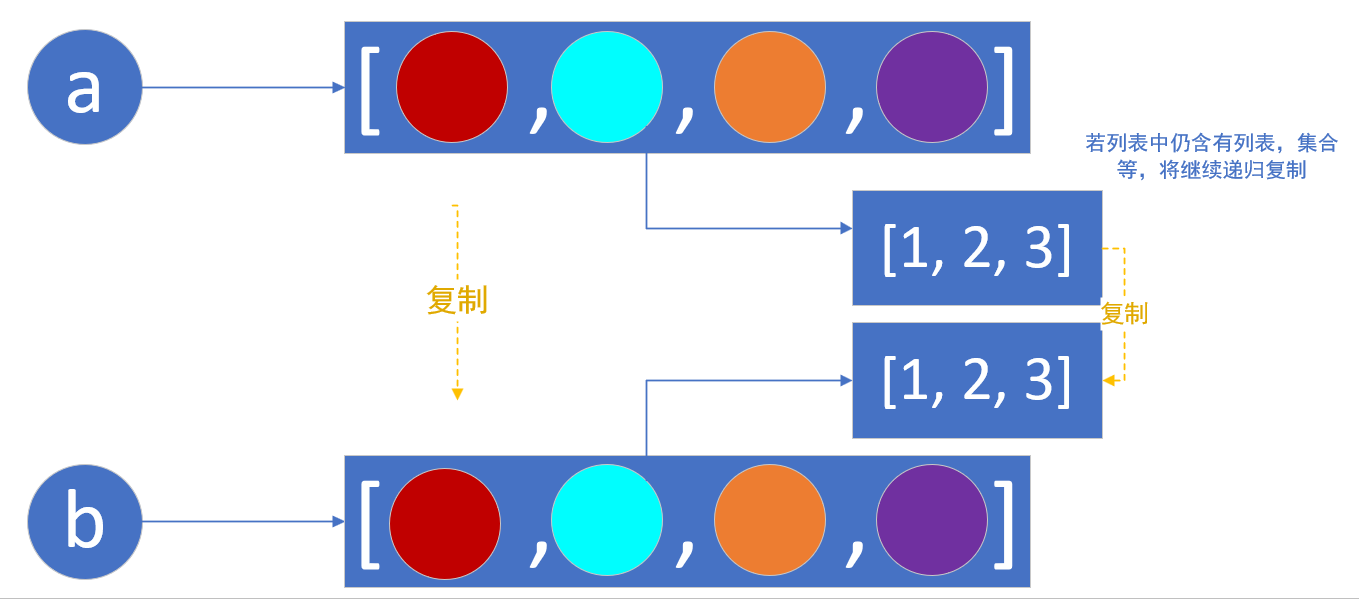 a
[ , , , ]
若列表中仍含有列表，集合
等，将继续递归复制
[1, 2, 3]
复制
复制
[1, 2, 3]
b
[ , , , ]